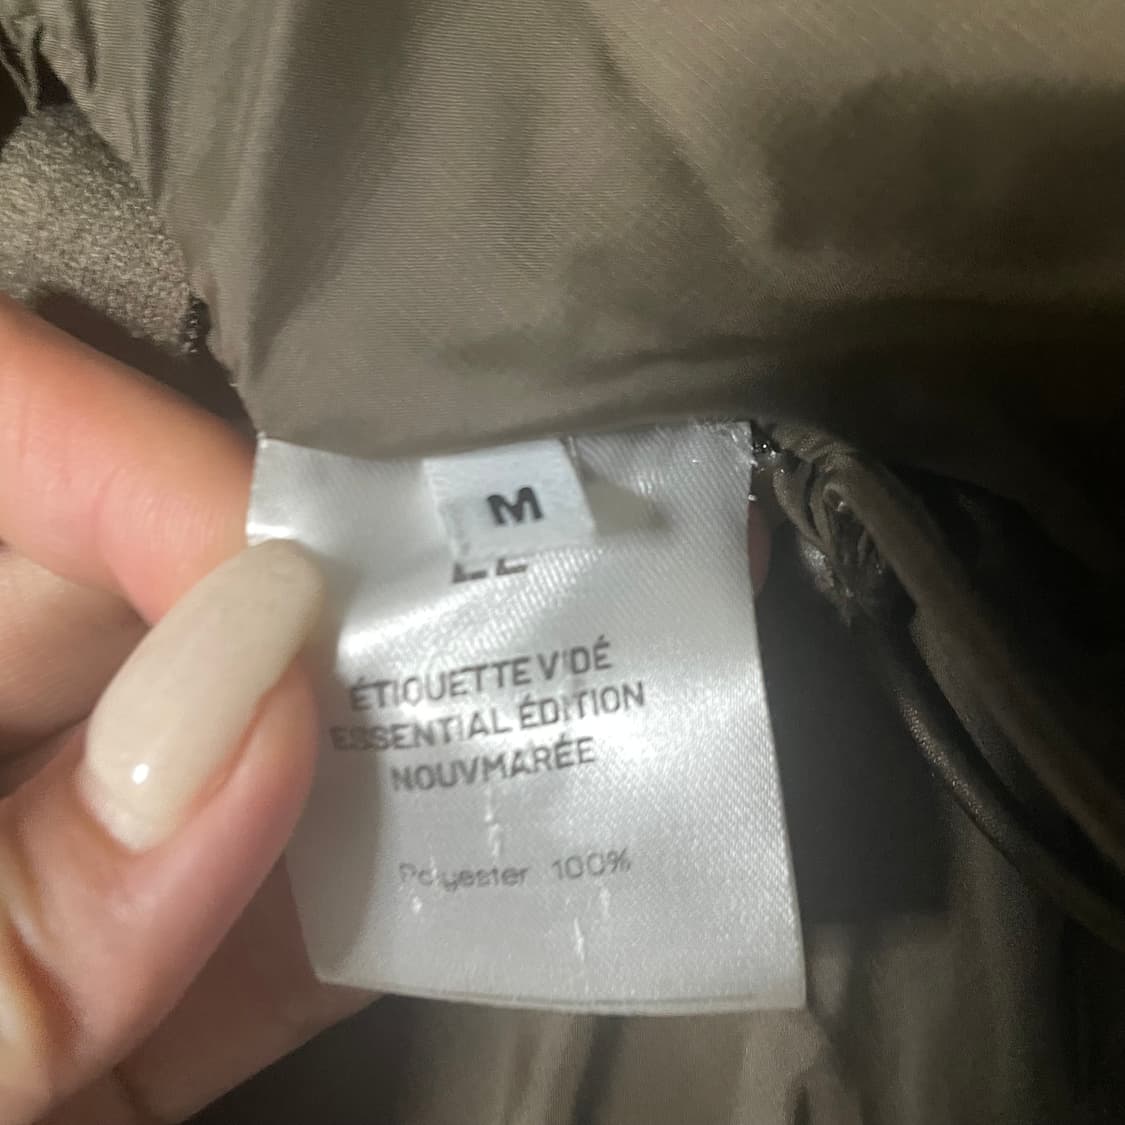 M
ÉTIQUETTE VIDÉ
ESSENTIAL ÉDITION
NOUVMARÉE
Polyester 100%